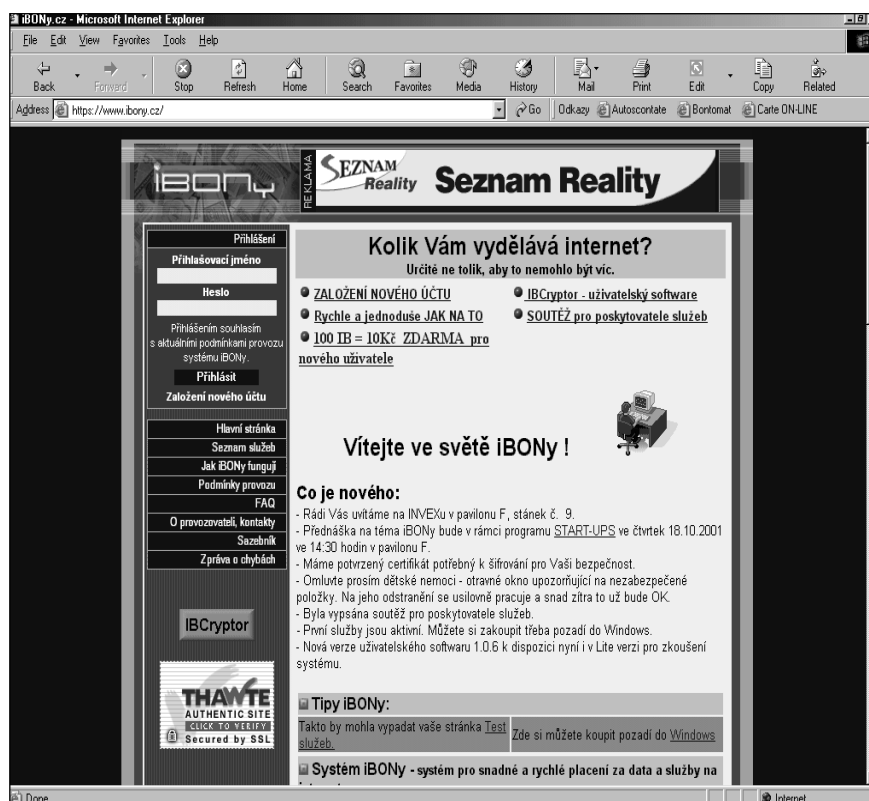 iBONy.cz - Microsoft Internet Explorer
File Edit View Favorites Tools Help
Back Forward Stop Refresh Home Search Favorites Media History Mail Print Edit Copy Related
Address https://www.ibony.cz/ Go Odkazy Autoscontate Bontomat Carte ON-LINE
iBONy
REKLAMA
SEZNAM
Reality
Seznam Reality
Přihlášení
Přihlašovací jméno
Heslo
Přihlášením souhlasím
s aktuálními podmínkami provozu
systému iBONy.
Přihlásit
Založení nového účtu
Hlavní stránka
Seznam služeb
Jak iBONy fungují
Podmínky provozu
FAQ
O provozovateli, kontakty
Sazebník
Zpráva o chybách
IBCryptor
THAWTE
AUTHENTIC SITE
CLICK TO VERIFY
Secured by SSL
Kolik Vám vydělává internet?
Určitě ne tolik, aby to nemohlo být víc.
ZALOŽENÍ NOVÉHO ÚČTU
Rychle a jednoduše JAK NA TO
100 IB = 10Kč ZDARMA pro
nového uživatele
IBCryptor - uživatelský software
SOUTĚŽ pro poskytovatele služeb
Vítejte ve světě iBONy !
Co je nového:
- Rádi Vás uvítáme na INVEXu v pavilonu F, stánek č. 9.
- Přednáška na téma iBONy bude v rámci programu START-UPS ve čtvrtek 18.10.2001
ve 14:30 hodin v pavilonu F.
- Máme potvrzený certifikát potřebný k šifrování pro Vaši bezpečnost.
- Omluvte prosím dětské nemoci - otravné okno upozorňující na nezabezpečené
položky. Na jeho odstranění se usilovně pracuje a snad zítra to už bude OK.
- Byla vypsána soutěž pro poskytovatele služeb.
- První služby jsou aktivní. Můžete si zakoupit třeba pozadí do Windows.
- Nová verze uživatelského softwaru 1.0.6 k dispozici nyní i v Lite verzi pro zkoušení
systému.
Tipy iBONy:
Takto by mohla vypadat vaše stránka Test
služeb.
Zde si můžete koupit pozadí do Windows
Systém iBONy - systém pro snadné a rychlé placení za data a služby na
Done Internet